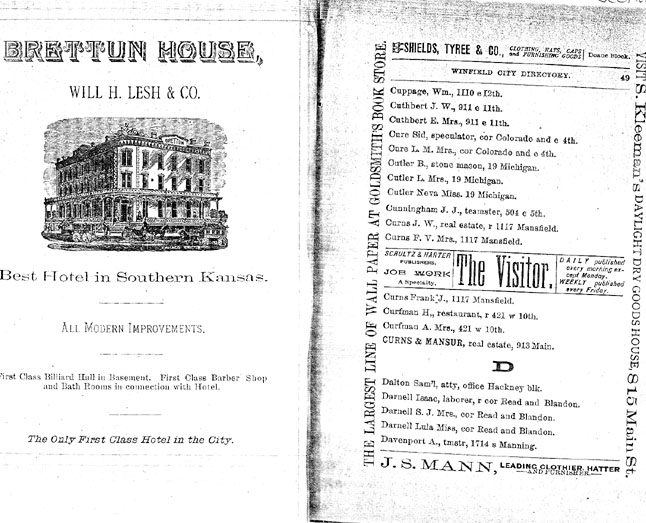 BRETTUN HOUSE,
WILL H. LESH & CO.
Best Hotel in Southern Kansas.
ALL MODERN IMPROVEMENTS.
First Class Billiard Hall in Basement. First Class Barber Shop
and Bath Rooms in connection with Hotel.
The Only First Class Hotel in the City.
THE LARGEST LINE OF WALL PAPER AT GOLDSMITH'S BOOK STORE.
SHIELDS, TYREE & CO., CLOTHING, HATS, CAPS and FURNISHING GOODS Doane Block.
WINFIELD CITY DIRECTORY. 49
Cuppage, Wm., 1110 e 12th.
Cuthbert J. W., 911 e 11th.
Cuthbert E. Mrs., 911 e 11th.
Cure Sid, speculator, cor Colorado and e 4th.
Cure L. M. Mrs., cor Colorado and e 4th.
Cutler B., stone mason, 19 Michigan.
Cutler L. Mrs., 19 Michigan.
Cutler Nova Miss. 19 Michigan.
Cunningham J. J., teamster, 504 e 5th.
Curns J. W., real estate, r 1117 Mansfield.
Curns F. V. Mrs., 1117 Mansfield.
SCHULTZ & HARTER
PUBLISHERS.
JOB WORK
A Specialty.
The Visitor.
DAILY published
every morning ex-
cept Monday.
WEEKLY published
every Friday.
Curns Frank J., 1117 Mansfield.
Curfman H., restaurant, r 421 w 10th.
Curfman A. Mrs., 421 w 10th.
CURNS & MANSUR, real estate, 913 Main.
D
Dalton Sam'l, atty, office Hackney blk.
Darnell Isaac, laborer, r cor Read and Blandon.
Darnell S. J. Mrs., cor Read and Blandon.
Darnell Lula Miss, cor Read and Blandon.
Davenport A., tmstr, 1714 s Manning.
J. S. MANN, LEADING CLOTHIER, HATTER
AND FURNISHER.
VISIT S. Kleeman's DAYLIGHT DRY GOODS HOUSE, 815 Main St.